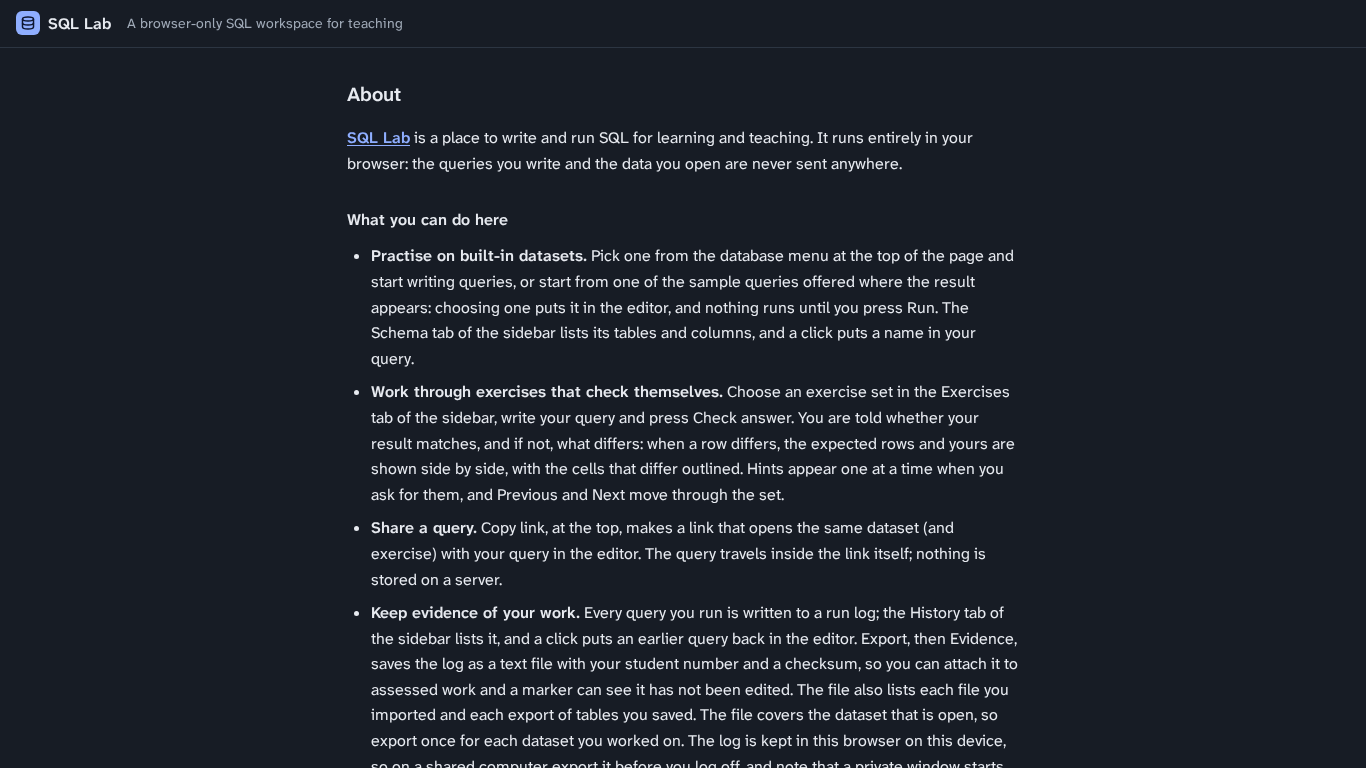 SQL Lab A browser-only SQL workspace for teaching
About
SQL Lab is a place to write and run SQL for learning and teaching. It runs entirely in your
browser: the queries you write and the data you open are never sent anywhere.
What you can do here
Practise on built-in datasets. Pick one from the database menu at the top of the page and
start writing queries, or start from one of the sample queries offered where the result
appears: choosing one puts it in the editor, and nothing runs until you press Run. The
Schema tab of the sidebar lists its tables and columns, and a click puts a name in your
query.
Work through exercises that check themselves. Choose an exercise set in the Exercises
tab of the sidebar, write your query and press Check answer. You are told whether your
result matches, and if not, what differs: when a row differs, the expected rows and yours are
shown side by side, with the cells that differ outlined. Hints appear one at a time when you
ask for them, and Previous and Next move through the set.
Share a query. Copy link, at the top, makes a link that opens the same dataset (and
exercise) with your query in the editor. The query travels inside the link itself; nothing is
stored on a server.
Keep evidence of your work. Every query you run is written to a run log; the History tab of
the sidebar lists it, and a click puts an earlier query back in the editor. Export, then Evidence,
saves the log as a text file with your student number and a checksum, so you can attach it to
assessed work and a marker can see it has not been edited. The file also lists each file you
imported and each export of tables you saved. The file covers the dataset that is open, so
export once for each dataset you worked on. The log is kept in this browser on this device,
so on a shared computer export it before you log off, and note that a private window starts